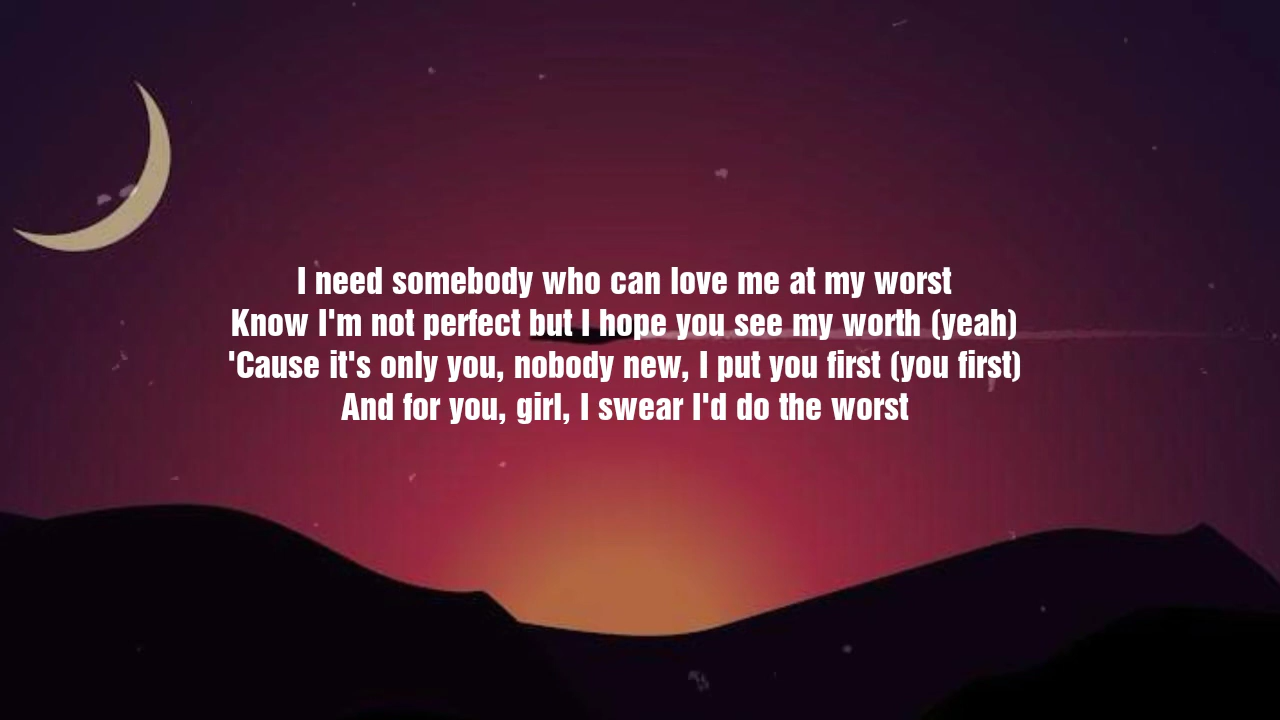 I need somebody who can love me at my worst
Know I'm not perfect but I hope you see my worth (yeah)
'Cause it's only you, nobody new, I put you first (you first)
And for you, girl, I swear I'd do the worst